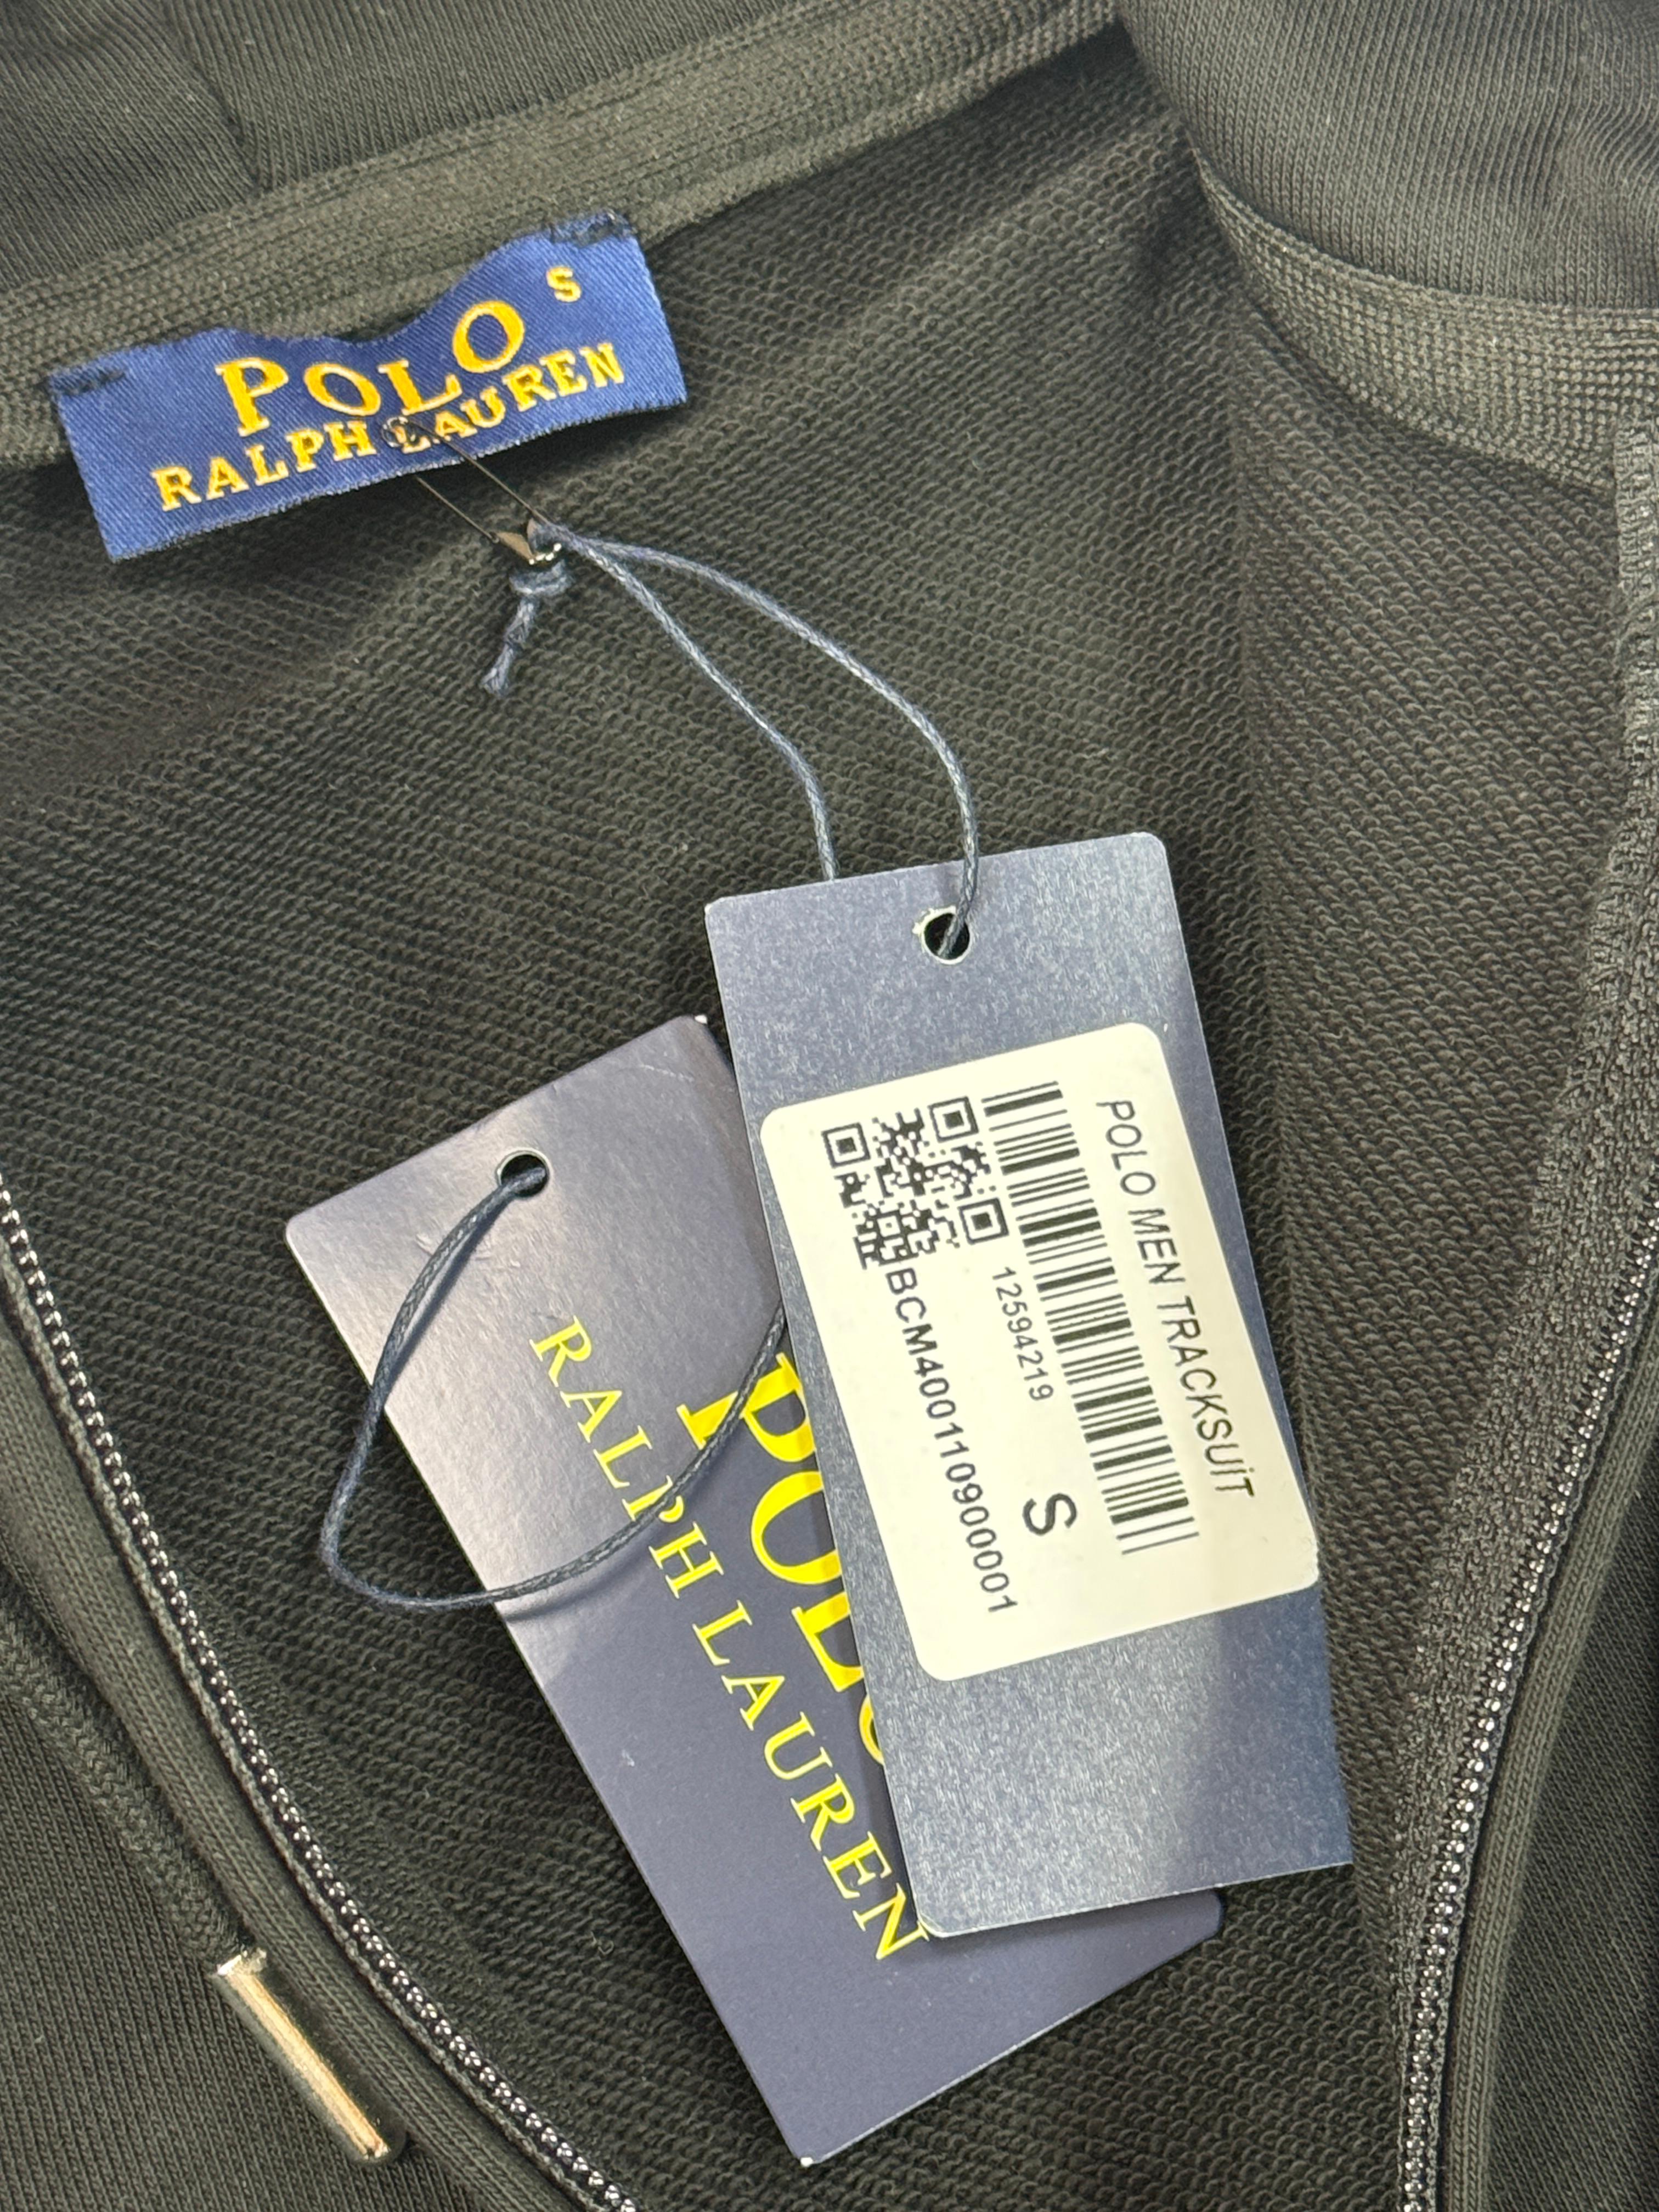 POLO S
RALPH LAUREN
POLO MEN TRACKSUİT
12594219
S
BCM400110900001
POLO
RALPH LAUREN